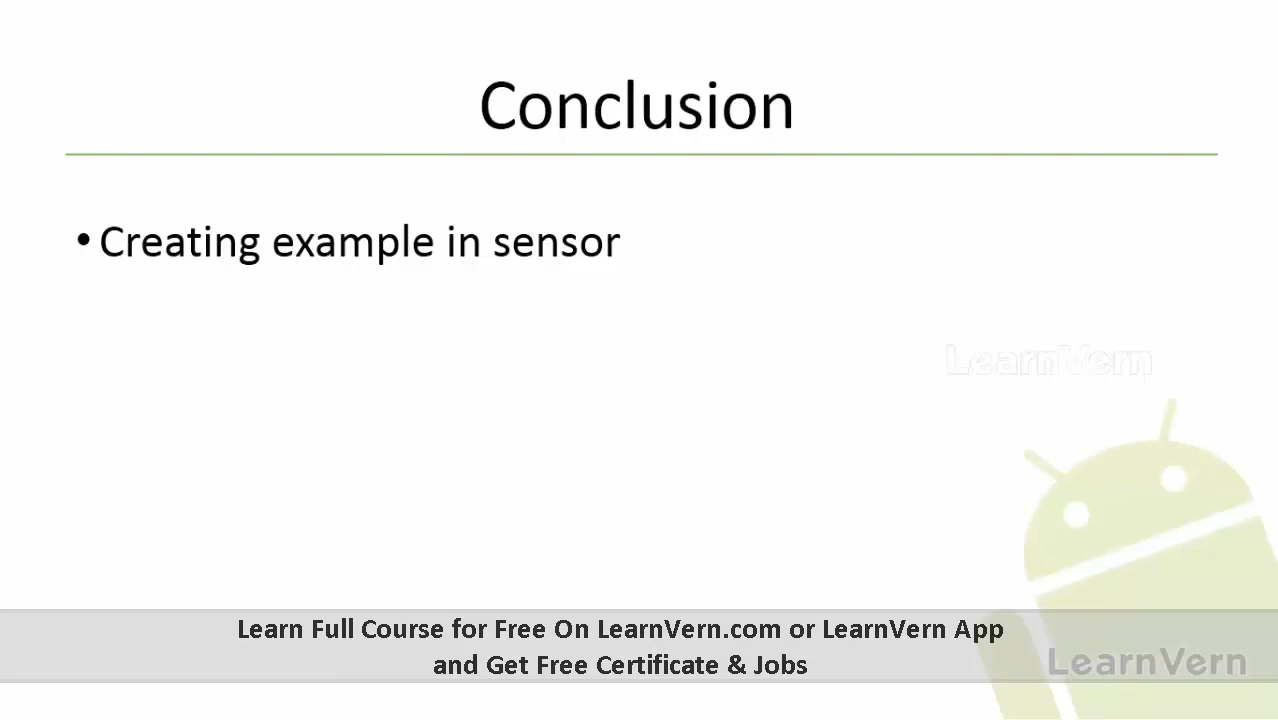 Conclusion
• Creating example in sensor
LearnVern
Learn Full Course for Free On LearnVern.com or LearnVern App
and Get Free Certificate & Jobs
LearnVern